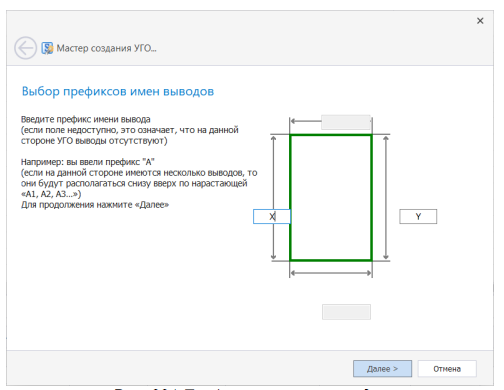 Мастер создания УГО...
Выбор префиксов имен выводов
Введите префикс имени вывода
(если поле недоступно, это означает, что на данной
стороне УГО выводы отсутствуют)
Например: вы ввели префикс "А"
(если на данной стороне имеются несколько выводов, то
они будут располагаться снизу вверх по нарастающей
«А1, А2, А3...»)
Для продолжения нажмите «Далее»
X
Y
Далее >
Отмена